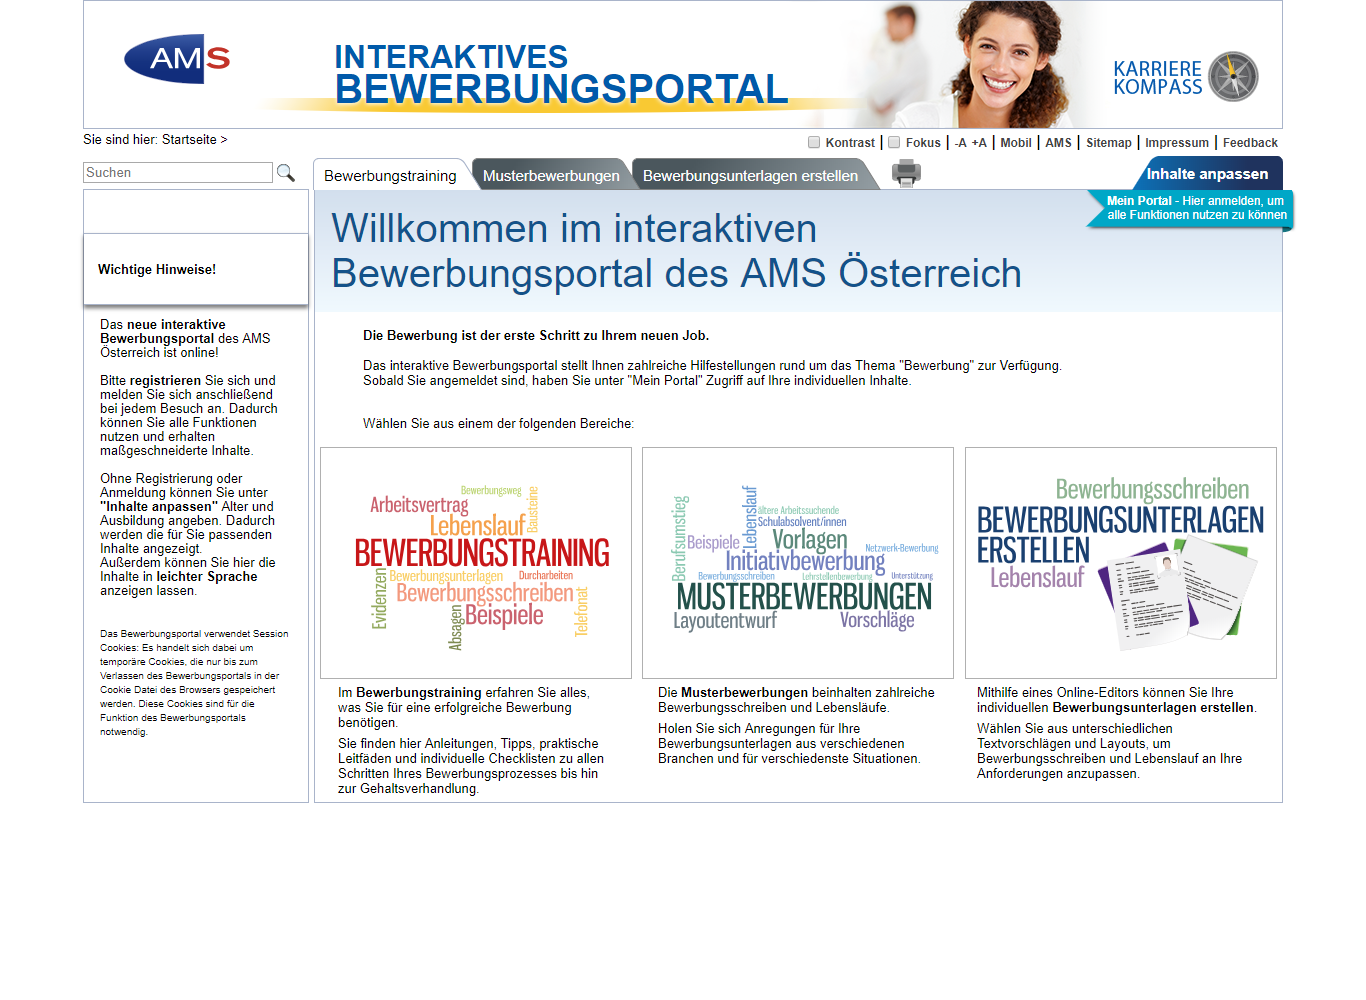 AMS
INTERAKTIVES
BEWERBUNGSPORTAL
KARRIERE
KOMPASS
Sie sind hier: Startseite >
Kontrast | Fokus | -A +A | Mobil | AMS | Sitemap | Impressum | Feedback
Suchen
Bewerbungstraining
Musterbewerbungen
Bewerbungsunterlagen erstellen
Inhalte anpassen
Mein Portal - Hier anmelden, um
alle Funktionen nutzen zu können
Wichtige Hinweise!
Das neue interaktive
Bewerbungsportal des AMS
Österreich ist online!
Bitte registrieren Sie sich und
melden Sie sich anschließend
bei jedem Besuch an. Dadurch
können Sie alle Funktionen
nutzen und erhalten
maßgeschneiderte Inhalte.
Ohne Registrierung oder
Anmeldung können Sie unter
"Inhalte anpassen" Alter und
Ausbildung angeben. Dadurch
werden die für Sie passenden
Inhalte angezeigt.
Außerdem können Sie hier die
Inhalte in leichter Sprache
anzeigen lassen.
Das Bewerbungsportal verwendet Session
Cookies: Es handelt sich dabei um
temporäre Cookies, die nur bis zum
Verlassen des Bewerbungsportals in der
Cookie Datei des Browsers gespeichert
werden. Diese Cookies sind für die
Funktion des Bewerbungsportals
notwendig.
Willkommen im interaktiven
Bewerbungsportal des AMS Österreich
Die Bewerbung ist der erste Schritt zu Ihrem neuen Job.
Das interaktive Bewerbungsportal stellt Ihnen zahlreiche Hilfestellungen rund um das Thema "Bewerbung" zur Verfügung.
Sobald Sie angemeldet sind, haben Sie unter "Mein Portal" Zugriff auf Ihre individuellen Inhalte.
Wählen Sie aus einem der folgenden Bereiche:
Bewerbungsweg
Arbeitsvertrag
Bausteine
Lebenslauf
BEWERBUNGSTRAINING
Bewerbungsunterlagen
Durcharbeiten
Evidenzen
Bewerbungsschreiben
Telefonat
Absagen
Beispiele
Im Bewerbungstraining erfahren Sie alles,
was Sie für eine erfolgreiche Bewerbung
benötigen.
Sie finden hier Anleitungen, Tipps, praktische
Leitfäden und individuelle Checklisten zu allen
Schritten Ihres Bewerbungsprozesses bis hin
zur Gehaltsverhandlung.
Berufsumstieg
Lebenslauf
ältere Arbeitssuchende
Schulabsolvent/innen
Beispiele
Vorlagen
Netzwerk-Bewerbung
Initiativbewerbung
Bewerbungsschreiben
Lehrstellenbewerbung
Unterstützung
MUSTERBEWERBUNGEN
Layoutentwurf
Vorschläge
Die Musterbewerbungen beinhalten zahlreiche
Bewerbungsschreiben und Lebensläufe.
Holen Sie sich Anregungen für Ihre
Bewerbungsunterlagen aus verschiedenen
Branchen und für verschiedenste Situationen.
Bewerbungsschreiben
BEWERBUNGSUNTERLAGEN
ERSTELLEN
Lebenslauf
Mithilfe eines Online-Editors können Sie Ihre
individuellen Bewerbungsunterlagen erstellen.
Wählen Sie aus unterschiedlichen
Textvorschlägen und Layouts, um
Bewerbungsschreiben und Lebenslauf an Ihre
Anforderungen anzupassen.